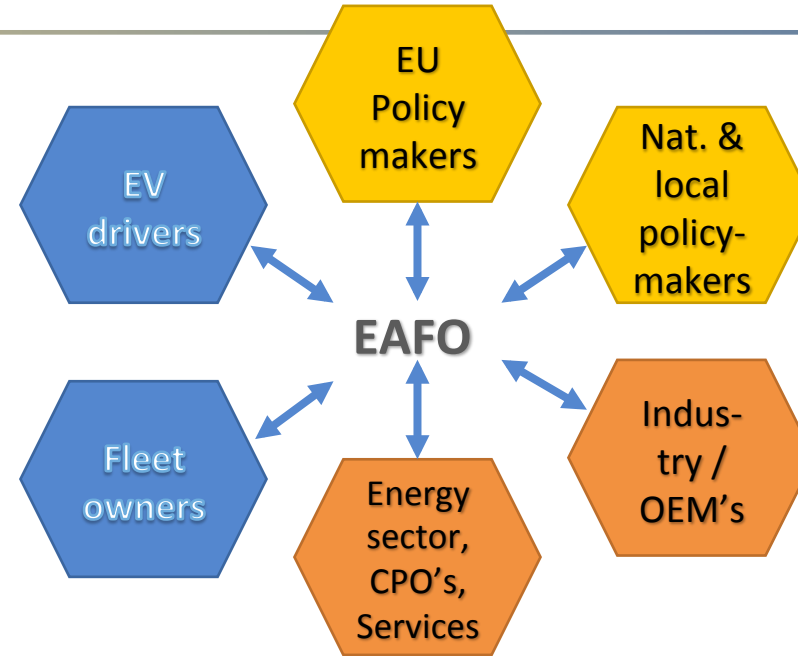 EU
Policy
makers
Nat. &
local
policy-
makers
EV
drivers
EAFO
Fleet
owners
Energy
sector,
CPO’s,
Services
Indus-
try /
OEM’s